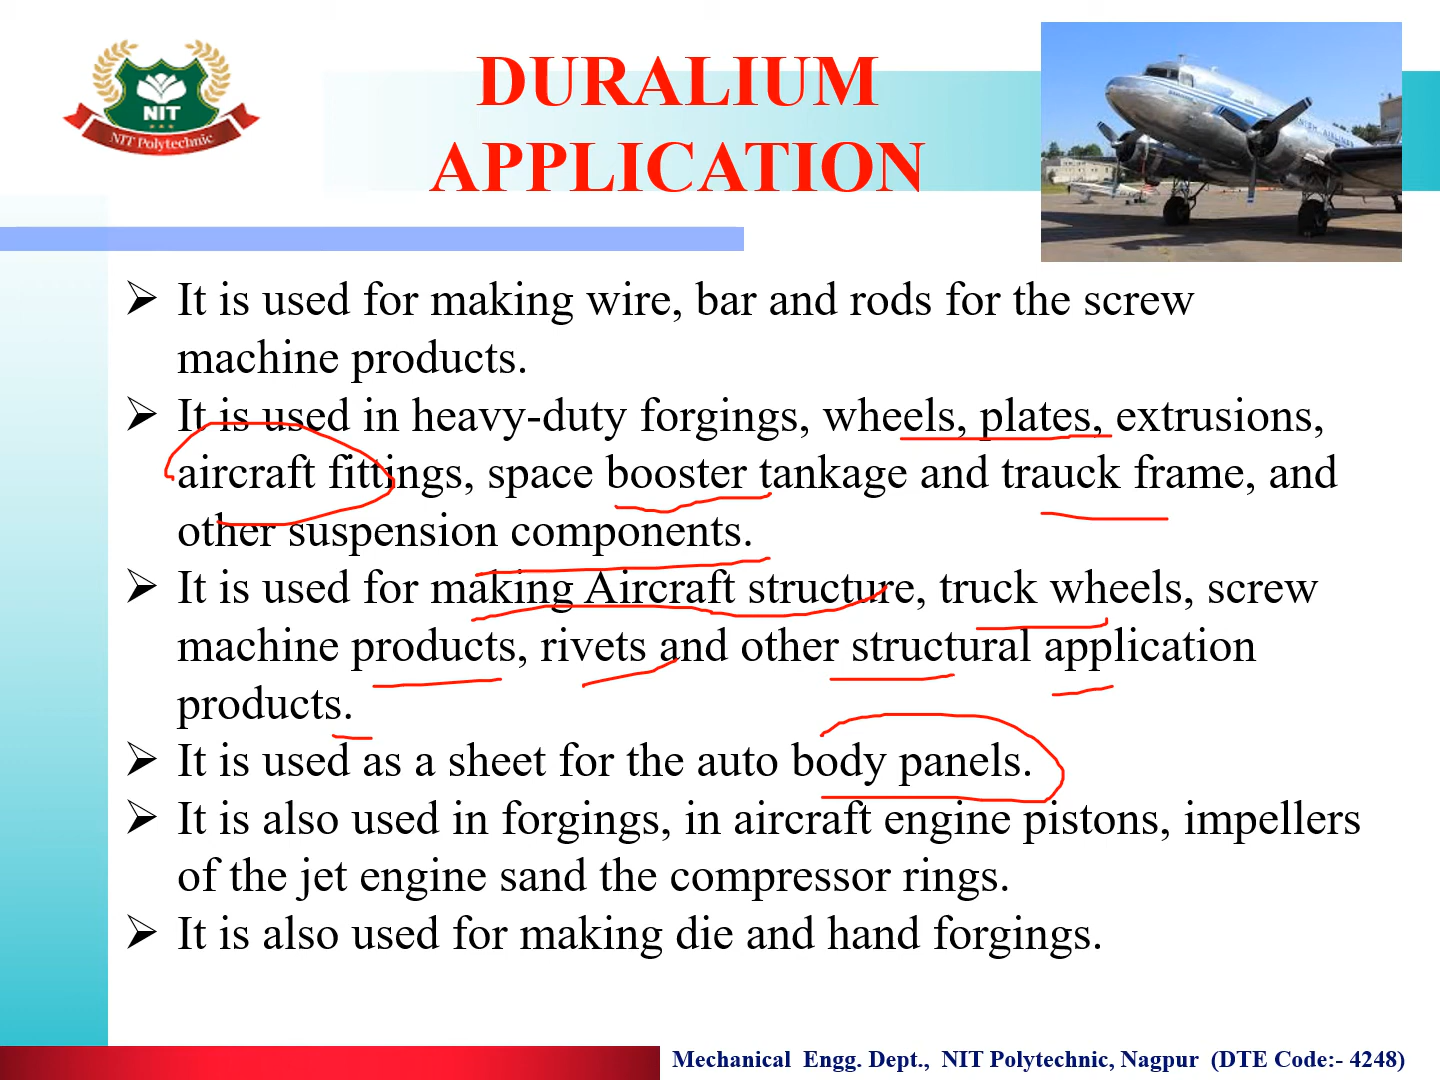 NIT
NIT Polytechnic
DURALIUM
APPLICATION
➢ It is used for making wire, bar and rods for the screw
machine products.
➢ It is used in heavy-duty forgings, wheels, plates, extrusions,
aircraft fittings, space booster tankage and trauck frame, and
other suspension components.
➢ It is used for making Aircraft structure, truck wheels, screw
machine products, rivets and other structural application
products.
➢ It is used as a sheet for the auto body panels.
➢ It is also used in forgings, in aircraft engine pistons, impellers
of the jet engine sand the compressor rings.
➢ It is also used for making die and hand forgings.
Mechanical Engg. Dept., NIT Polytechnic, Nagpur (DTE Code:- 4248)